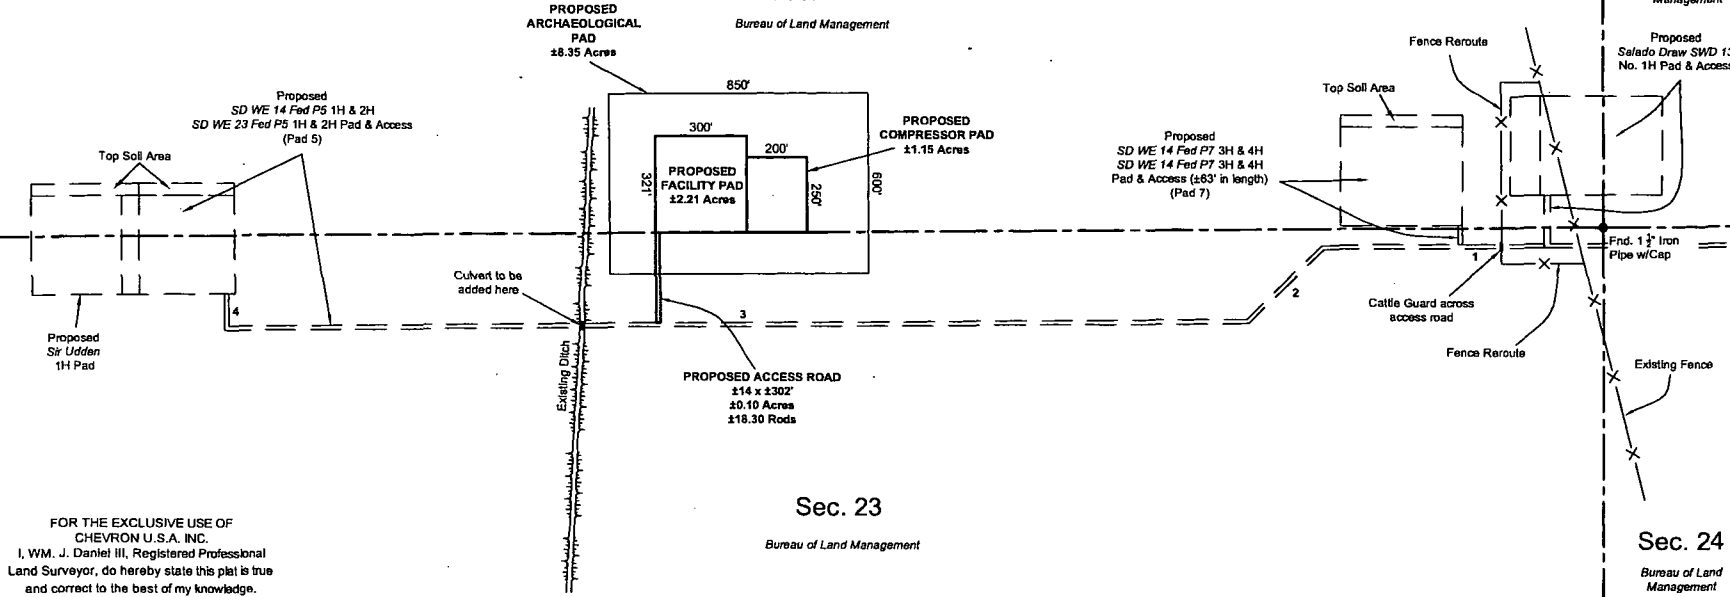 PROPOSED
ARCHAEOLOGICAL
PAD
±8.35 Acres
Bureau of Land Management
Management
Proposed
Salado Draw SWD 13
No. 1H Pad & Access
Fence Reroute
Top Soil Area
Proposed
SD WE 14 Fed P5 1H & 2H
SD WE 23 Fed P5 1H & 2H Pad & Access
(Pad 5)
Top Soil Area
850'
300'
200'
PROPOSED
COMPRESSOR PAD
±1.15 Acres
PROPOSED
FACILITY PAD
±2.21 Acres
321'
250'
600'
Proposed
SD WE 14 Fed P7 3H & 4H
SD WE 14 Fed P7 3H & 4H
Pad & Access (±63' in length)
(Pad 7)
Fnd. 1 1/2" Iron
Pipe w/Cap
1
2
3
4
Culvert to be
added here
Cattle Guard across
access road
Fence Reroute
Existing Fence
Proposed
Sir Udden
1H Pad
Existing Ditch
PROPOSED ACCESS ROAD
±14 x ±302'
±0.10 Acres
±18.30 Rods
Sec. 23
Bureau of Land Management
Sec. 24
Bureau of Land
Management
FOR THE EXCLUSIVE USE OF
CHEVRON U.S.A. INC.
I, WM. J. Daniel III, Registered Professional
Land Surveyor, do hereby state this plat is true
and correct to the best of my knowledge.